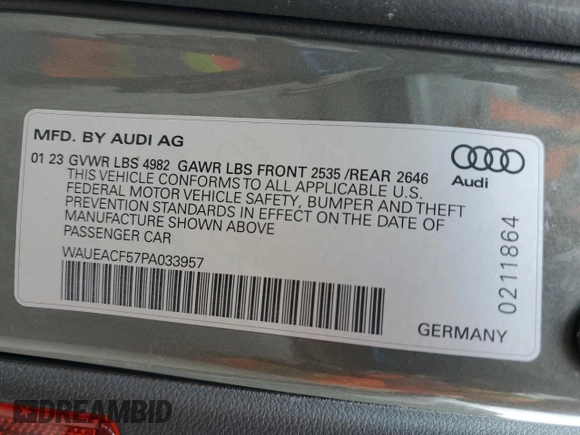 MFD. BY AUDI AG
01 23 GVWR LBS 4982 GAWR LBS FRONT 2535 /REAR 2646
THIS VEHICLE CONFORMS TO ALL APPLICABLE U.S.
FEDERAL MOTOR VEHICLE SAFETY, BUMPER AND THEFT
PREVENTION STANDARDS IN EFFECT ON THE DATE OF
MANUFACTURE SHOWN ABOVE
PASSENGER CAR
WAUEACF57PA033957
Audi
0211864
GERMANY
DREAMBID